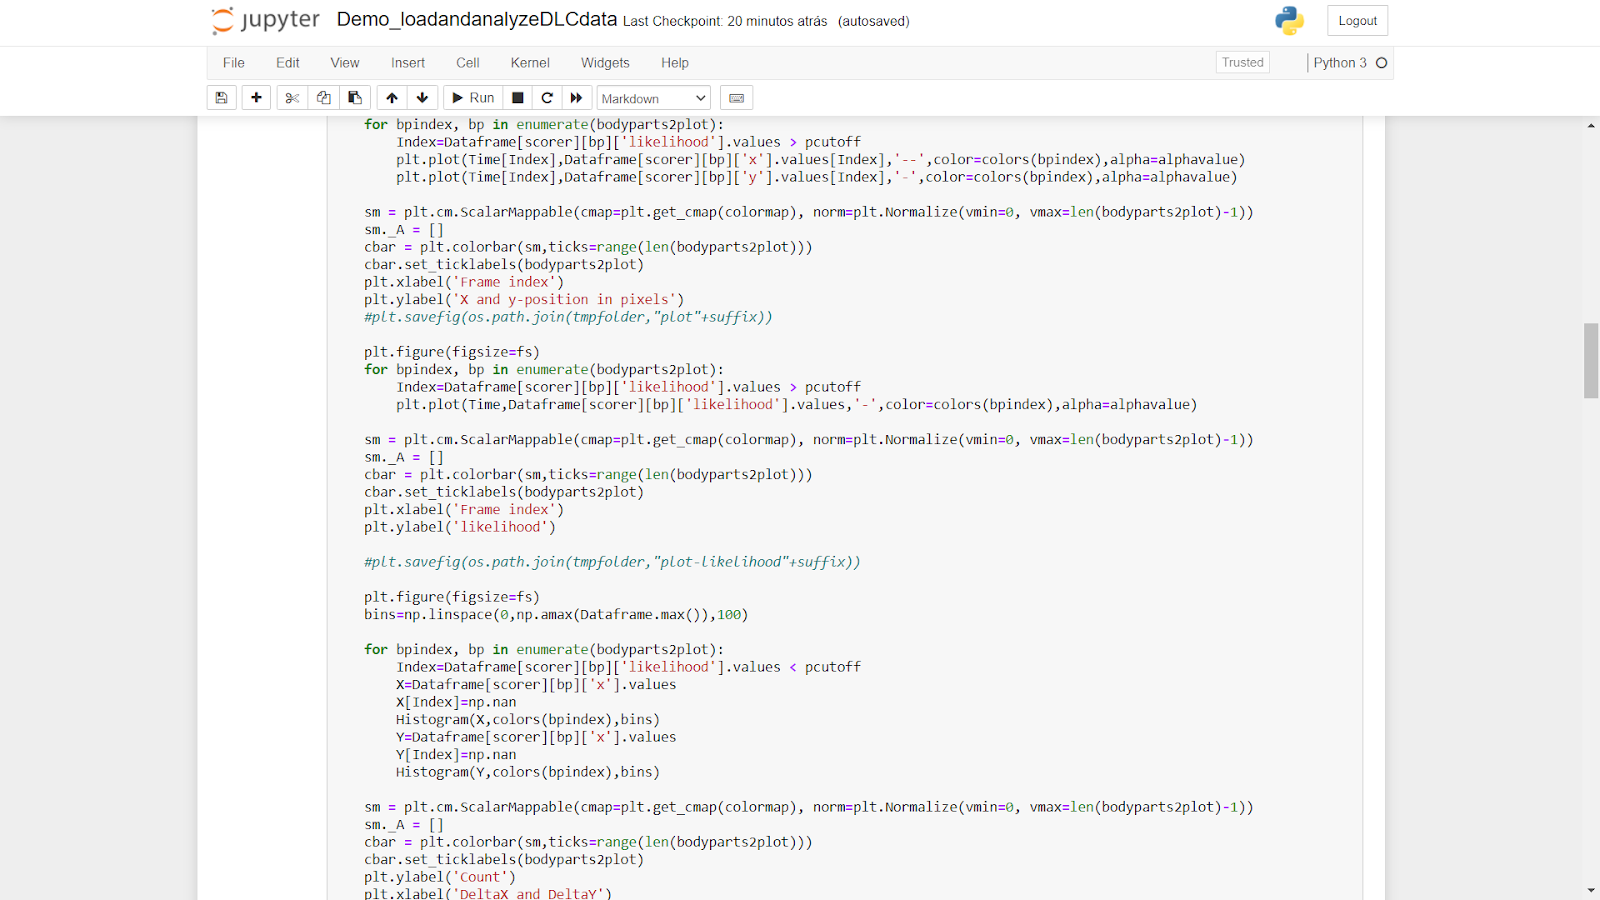 jupyter Demo_loadandanalyzeDLCdata Last Checkpoint: 20 minutos atrás (autosaved) Logout
File Edit View Insert Cell Kernel Widgets Help Trusted Python 3
Run Markdown
for bpindex, bp in enumerate(bodyparts2plot):
    Index=Dataframe[scorer][bp]['likelihood'].values > pcutoff
    plt.plot(Time[Index],Dataframe[scorer][bp]['x'].values[Index],'--',color=colors(bpindex),alpha=alphavalue)
    plt.plot(Time[Index],Dataframe[scorer][bp]['y'].values[Index],'-',color=colors(bpindex),alpha=alphavalue)
sm = plt.cm.ScalarMappable(cmap=plt.get_cmap(colormap), norm=plt.Normalize(vmin=0, vmax=len(bodyparts2plot)-1))
sm._A = []
cbar = plt.colorbar(sm,ticks=range(len(bodyparts2plot)))
cbar.set_ticklabels(bodyparts2plot)
plt.xlabel('Frame index')
plt.ylabel('X and y-position in pixels')
#plt.savefig(os.path.join(tmpfolder,"plot"+suffix))
plt.figure(figsize=fs)
for bpindex, bp in enumerate(bodyparts2plot):
    Index=Dataframe[scorer][bp]['likelihood'].values > pcutoff
    plt.plot(Time,Dataframe[scorer][bp]['likelihood'].values,'-',color=colors(bpindex),alpha=alphavalue)
sm = plt.cm.ScalarMappable(cmap=plt.get_cmap(colormap), norm=plt.Normalize(vmin=0, vmax=len(bodyparts2plot)-1))
sm._A = []
cbar = plt.colorbar(sm,ticks=range(len(bodyparts2plot)))
cbar.set_ticklabels(bodyparts2plot)
plt.xlabel('Frame index')
plt.ylabel('likelihood')
#plt.savefig(os.path.join(tmpfolder,"plot-likelihood"+suffix))
plt.figure(figsize=fs)
bins=np.linspace(0,np.amax(Dataframe.max()),100)
for bpindex, bp in enumerate(bodyparts2plot):
    Index=Dataframe[scorer][bp]['likelihood'].values < pcutoff
    X=Dataframe[scorer][bp]['x'].values
    X[Index]=np.nan
    Histogram(X,colors(bpindex),bins)
    Y=Dataframe[scorer][bp]['x'].values
    Y[Index]=np.nan
    Histogram(Y,colors(bpindex),bins)
sm = plt.cm.ScalarMappable(cmap=plt.get_cmap(colormap), norm=plt.Normalize(vmin=0, vmax=len(bodyparts2plot)-1))
sm._A = []
cbar = plt.colorbar(sm,ticks=range(len(bodyparts2plot)))
cbar.set_ticklabels(bodyparts2plot)
plt.ylabel('Count')
plt.xlabel('DeltaX and DeltaY')